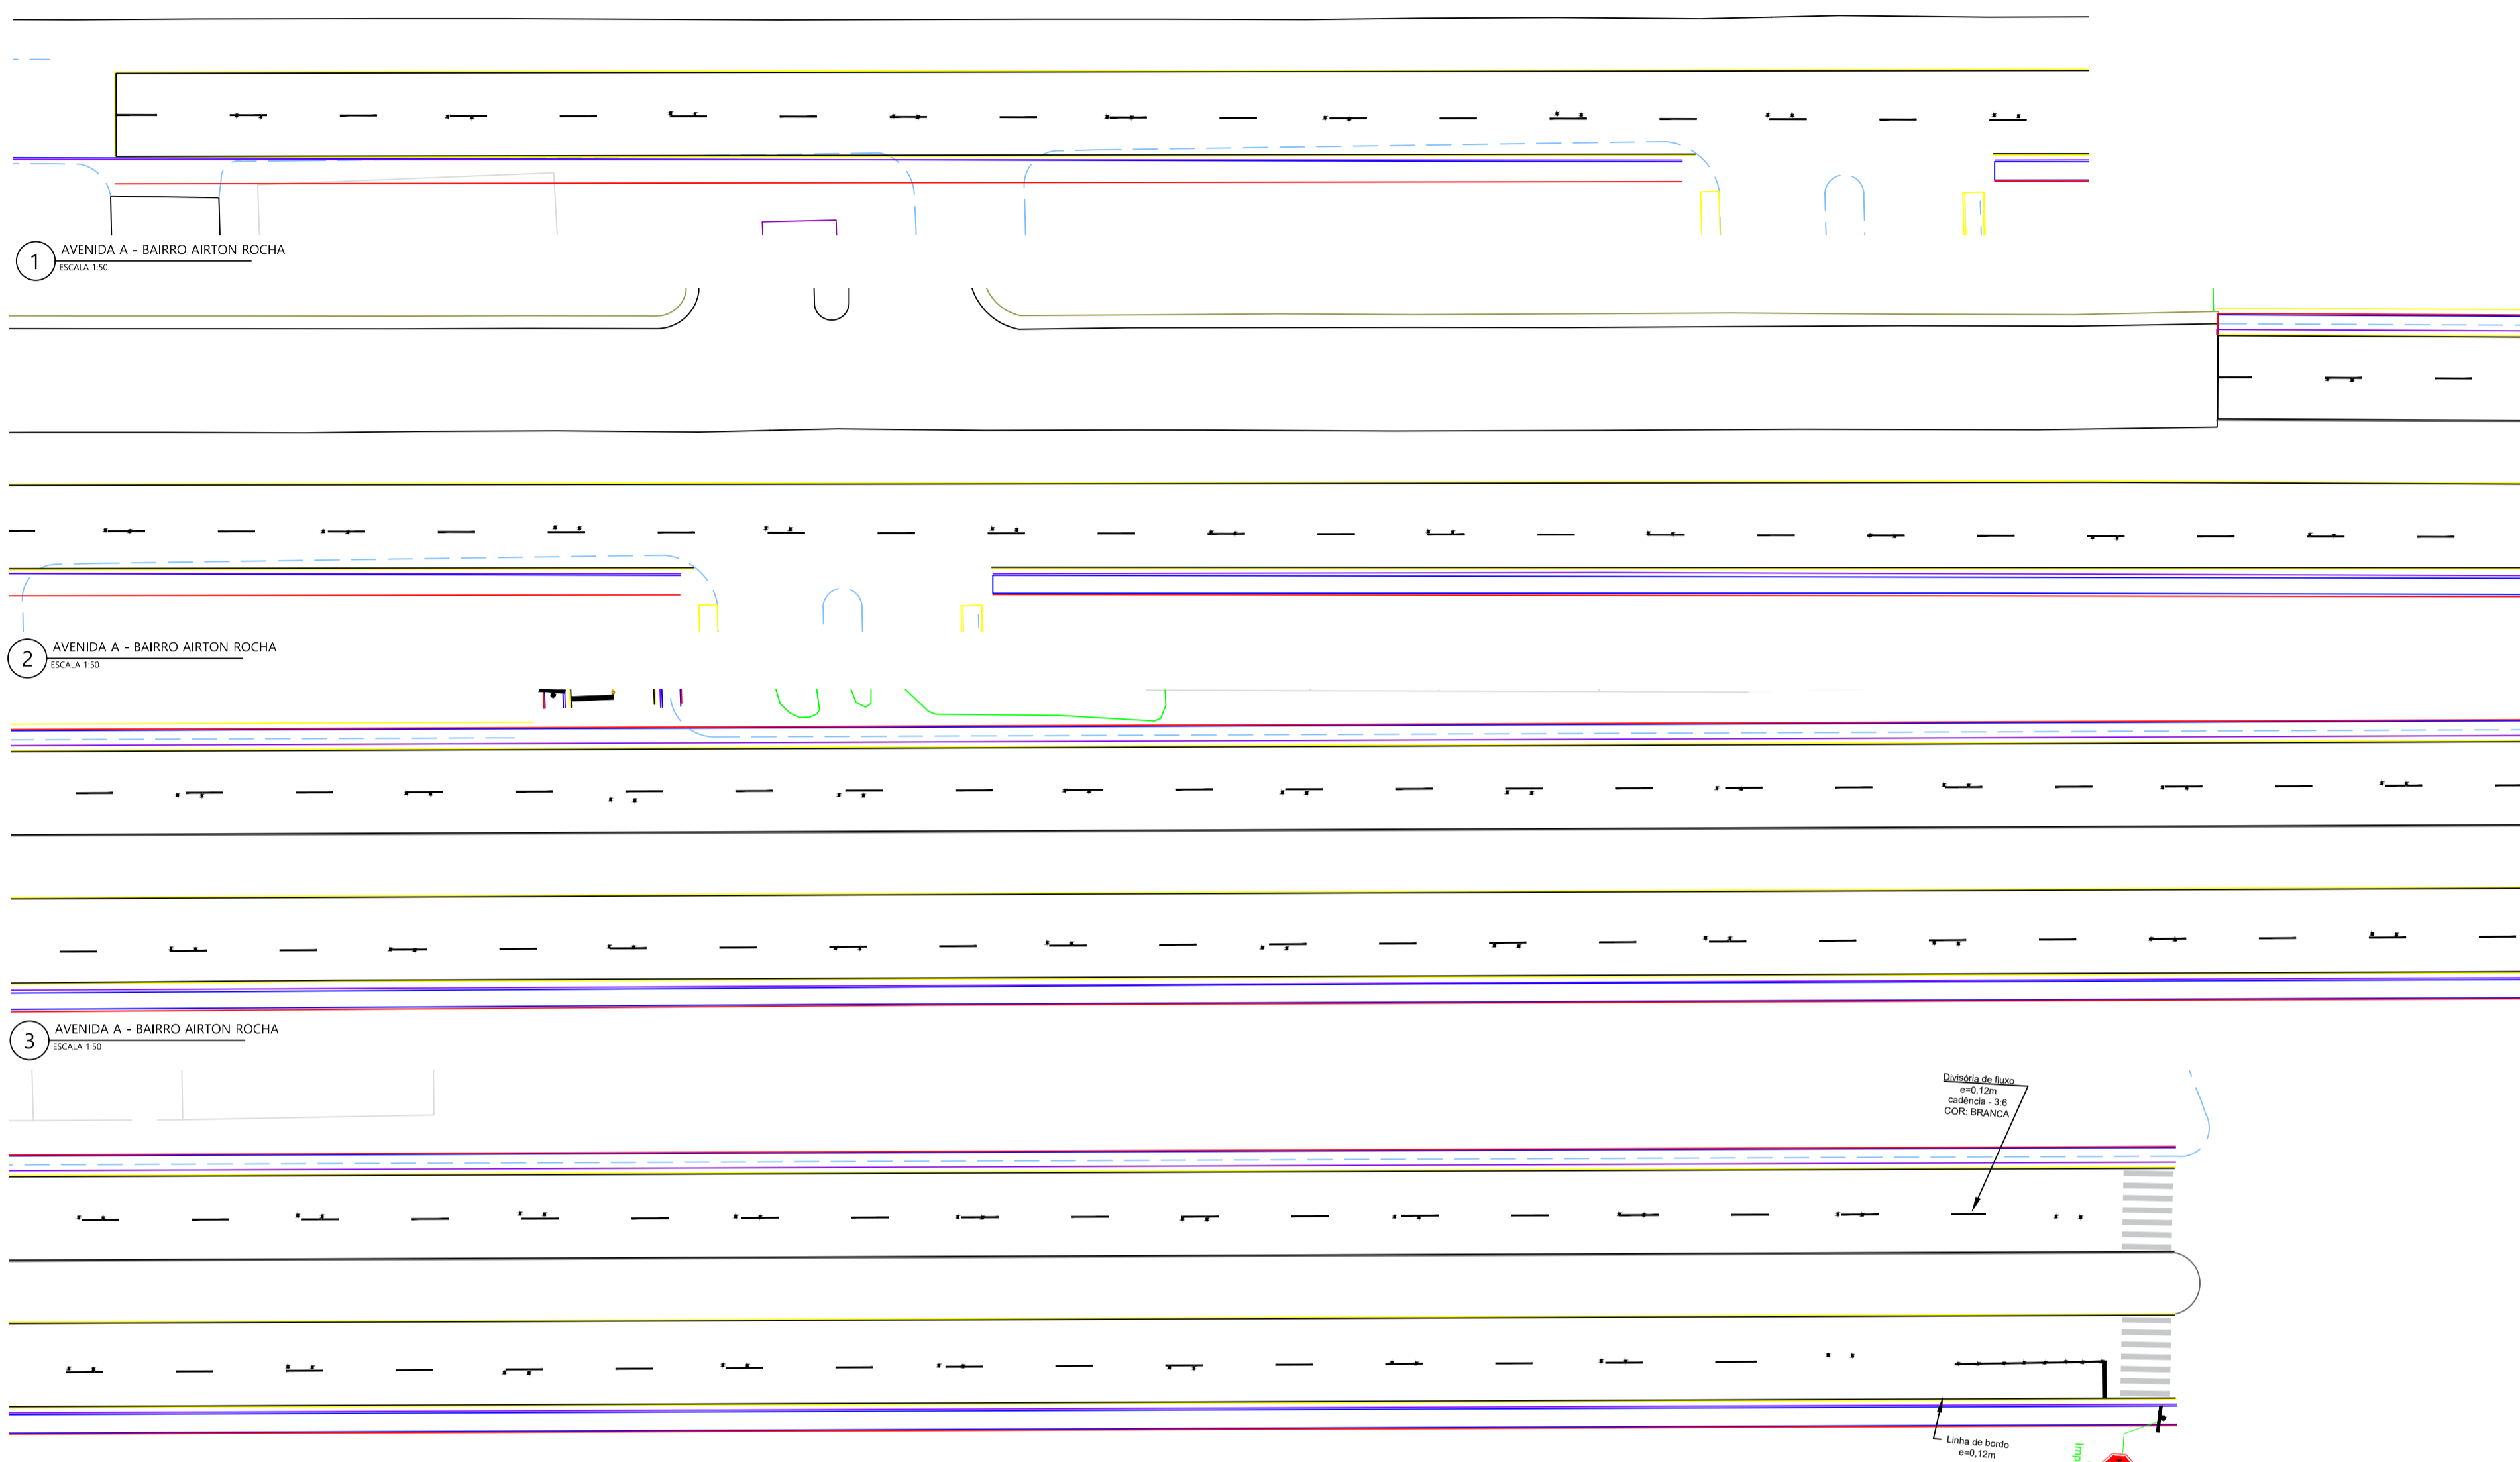 AVENIDA A - BAIRRO AIRTON ROCHA
1
ESCALA 1:50
AVENIDA A - BAIRRO AIRTON ROCHA
2
ESCALA 1:50
AVENIDA A - BAIRRO AIRTON ROCHA
3
ESCALA 1:50
Divisória de fluxo
e=0,12m
cadência - 3:6
COR: BRANCA
Linha de bordo
e=0,12m
Imp